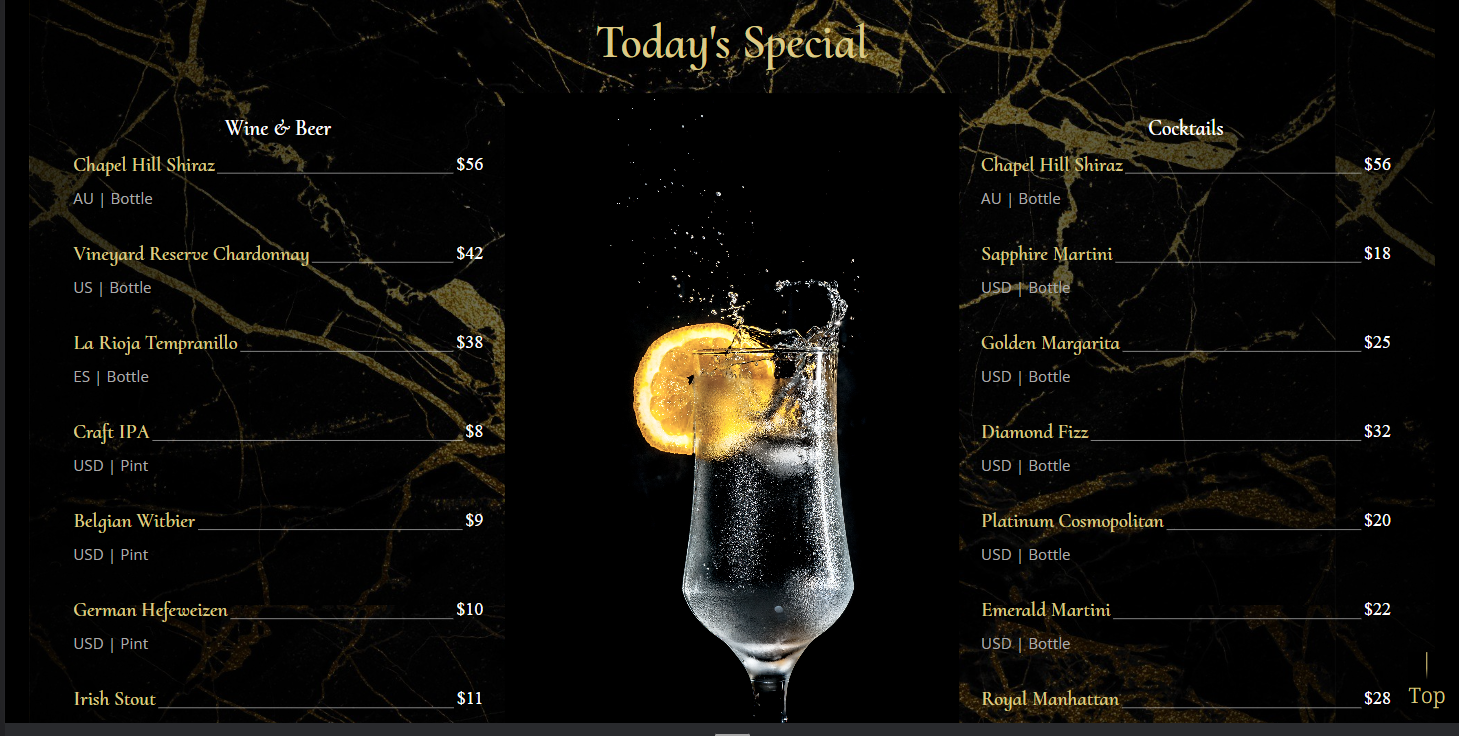 Today's Special
Wine & Beer
Chapel Hill Shiraz $56
AU | Bottle
Vineyard Reserve Chardonnay $42
US | Bottle
La Rioja Tempranillo $38
ES | Bottle
Craft IPA $8
USD | Pint
Belgian Witbier $9
USD | Pint
German Hefeweizen $10
USD | Pint
Irish Stout $11
Cocktails
Chapel Hill Shiraz $56
AU | Bottle
Sapphire Martini $18
USD | Bottle
Golden Margarita $25
USD | Bottle
Diamond Fizz $32
USD | Bottle
Platinum Cosmopolitan $20
USD | Bottle
Emerald Martini $22
USD | Bottle
Royal Manhattan $28
Top